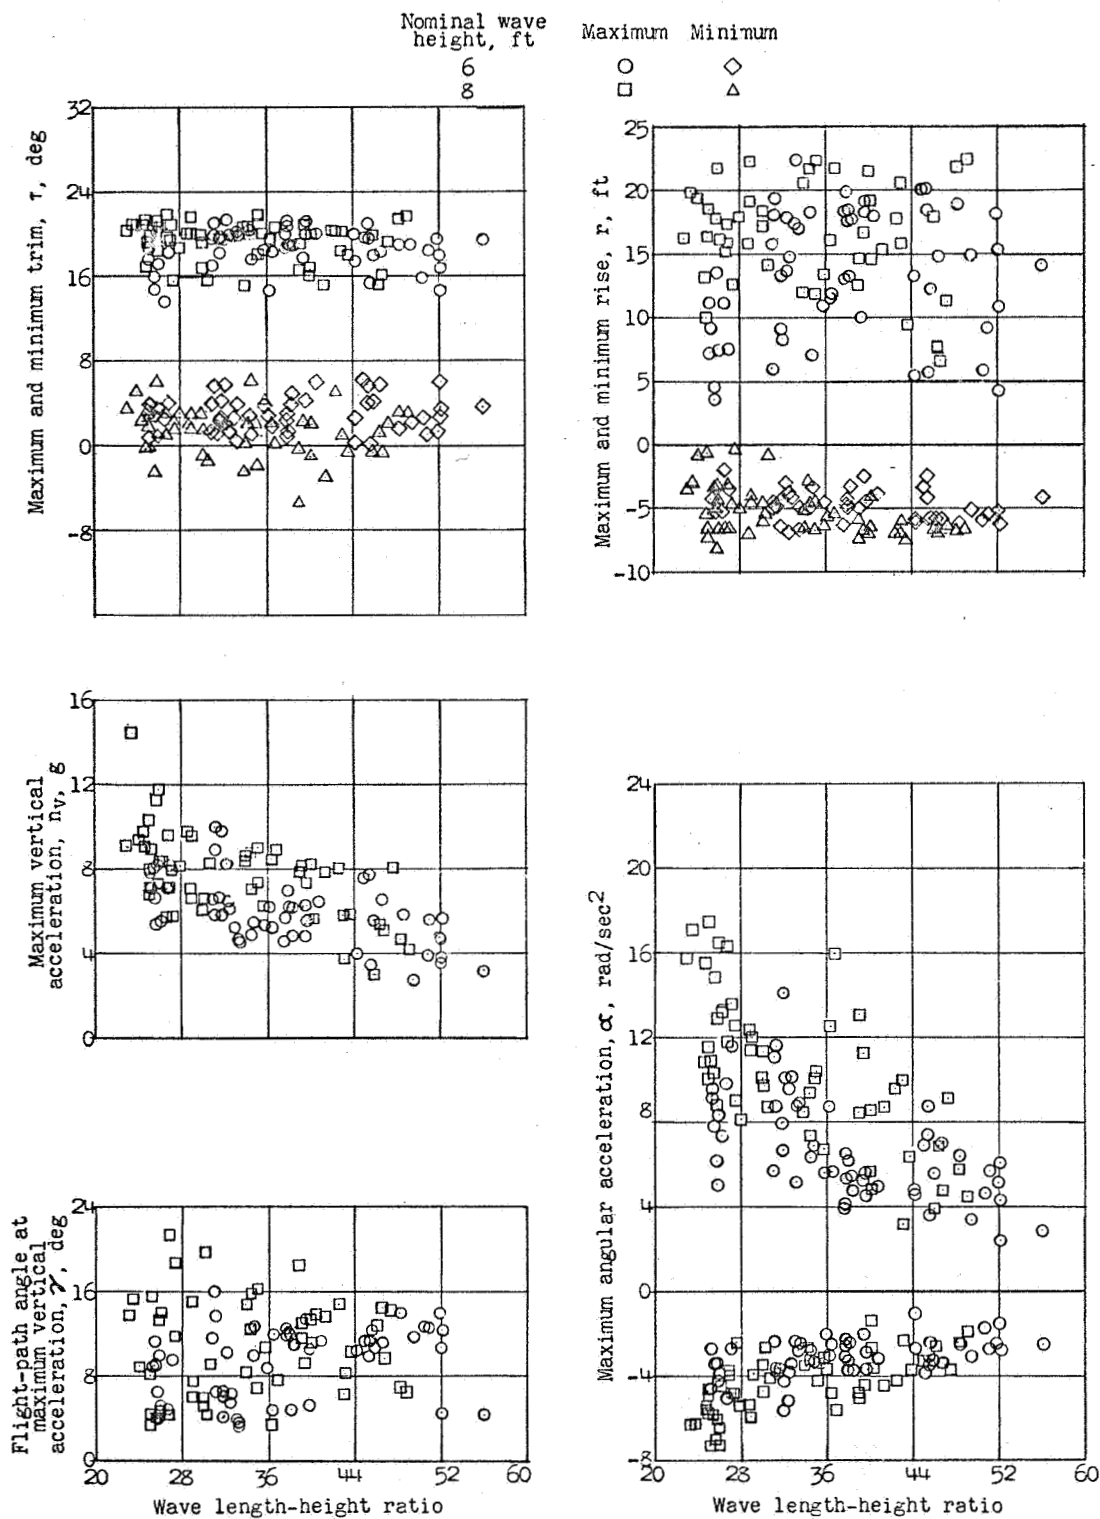 Nominal wave height, ft Maximum Minimum
6
8
Maximum and minimum trim, τ, deg
32
24
16
8
0
-8
Maximum and minimum rise, r, ft
25
20
15
10
5
0
-5
-10
Maximum vertical
acceleration, nv, g
16
12
8
4
0
Flight-path angle at
maximum vertical
acceleration, γ, deg
24
16
8
0
20 28 36 44 52 60
Wave length-height ratio
Maximum angular acceleration, α, rad/sec2
24
20
16
12
8
4
0
-4
-8
20 28 36 44 52 60
Wave length-height ratio